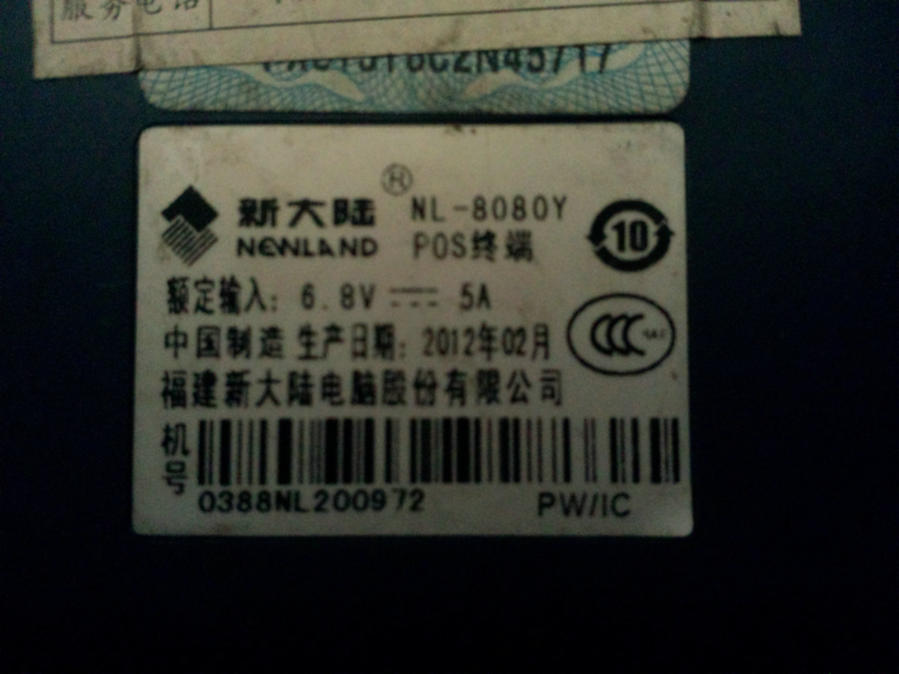 服务电话
新大陆® NL-8080Y
NEWLAND POS终端
10
额定输入: 6.8V 5A
中国制造 生产日期: 2012年02月
CCC
福建新大陆电脑股份有限公司
机号
0388NL200972 PW/IC